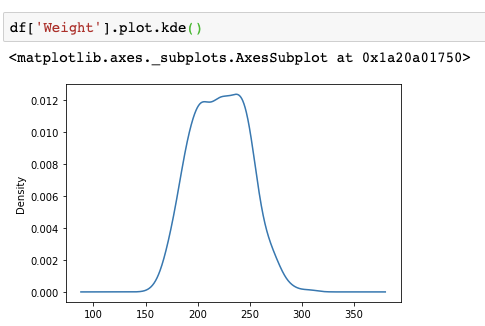 df['Weight'].plot.kde()
<matplotlib.axes._subplots.AxesSubplot at 0x1a20a01750>
0.012
0.010
0.008
0.006
0.004
0.002
0.000
Density
100 150 200 250 300 350